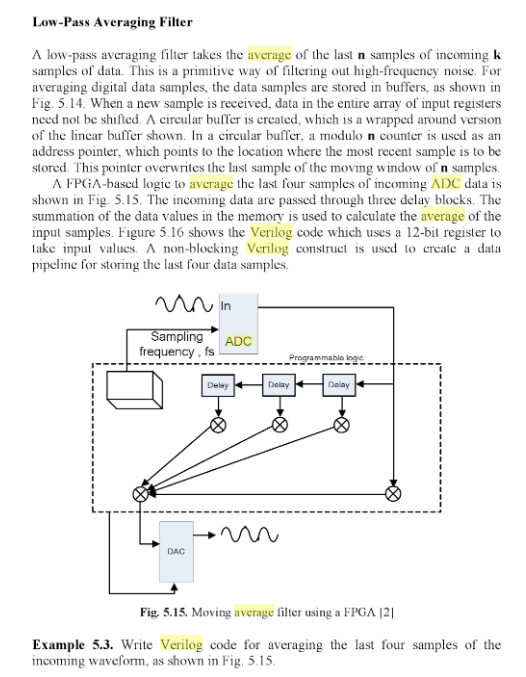 Low-Pass Averaging Filter
A low-pass averaging filter takes the average of the last n samples of incoming k
samples of data. This is a primitive way of filtering out high-frequency noise. For
averaging digital data samples, the data samples are stored in buffers, as shown in
Fig. 5.14. When a new sample is received, data in the entire array of input registers
need not be shifted. A circular buffer is created, which is a wrapped around version
of the linear buffer shown. In a circular buffer, a modulo n counter is used as an
address pointer, which points to the location where the most recent sample is to be
stored. This pointer overwrites the last sample of the moving window of n samples.
A FPGA-based logic to average the last four samples of incoming ADC data is
shown in Fig. 5.15. The incoming data are passed through three delay blocks. The
summation of the data values in the memory is used to calculate the average of the
input samples. Figure 5.16 shows the Verilog code which uses a 12-bit register to
take input values. A non-blocking Verilog construct is used to create a data
pipeline for storing the last four data samples.
In
Sampling
frequency , fs
ADC
Programmable logic
Delay
Delay
Delay
DAC
Fig. 5.15. Moving average filter using a FPGA [2]
Example 5.3. Write Verilog code for averaging the last four samples of the
incoming waveform, as shown in Fig. 5.15.